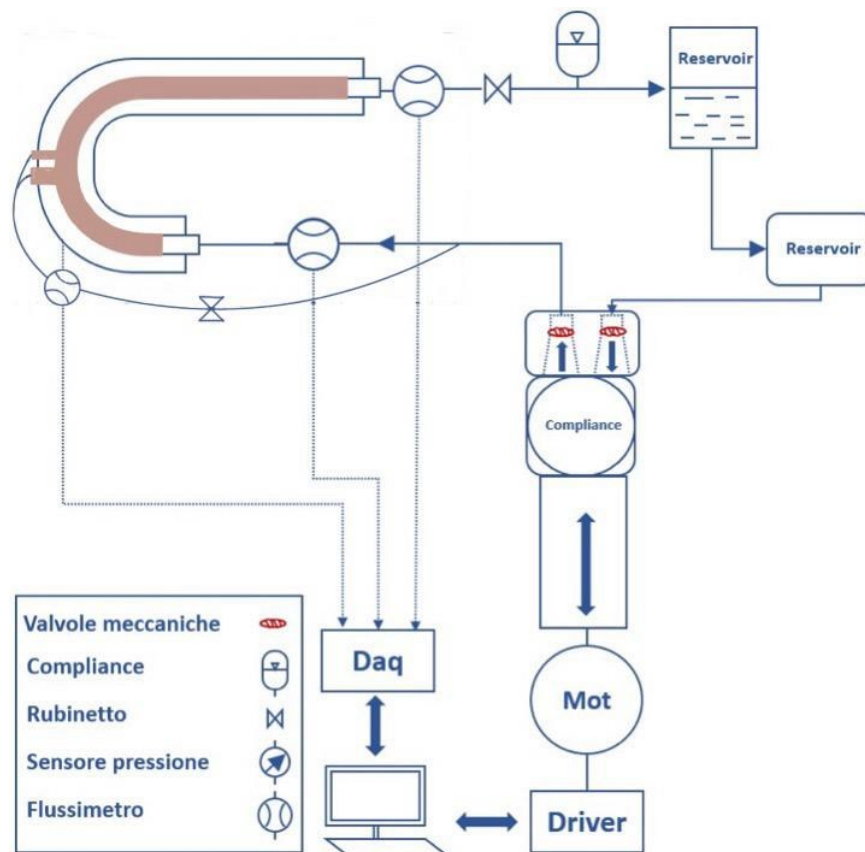 Reservoir
Reservoir
Compliance
Daq
Mot
Driver
Valvole meccaniche
Compliance
Rubinetto
Sensore pressione
Flussimetro